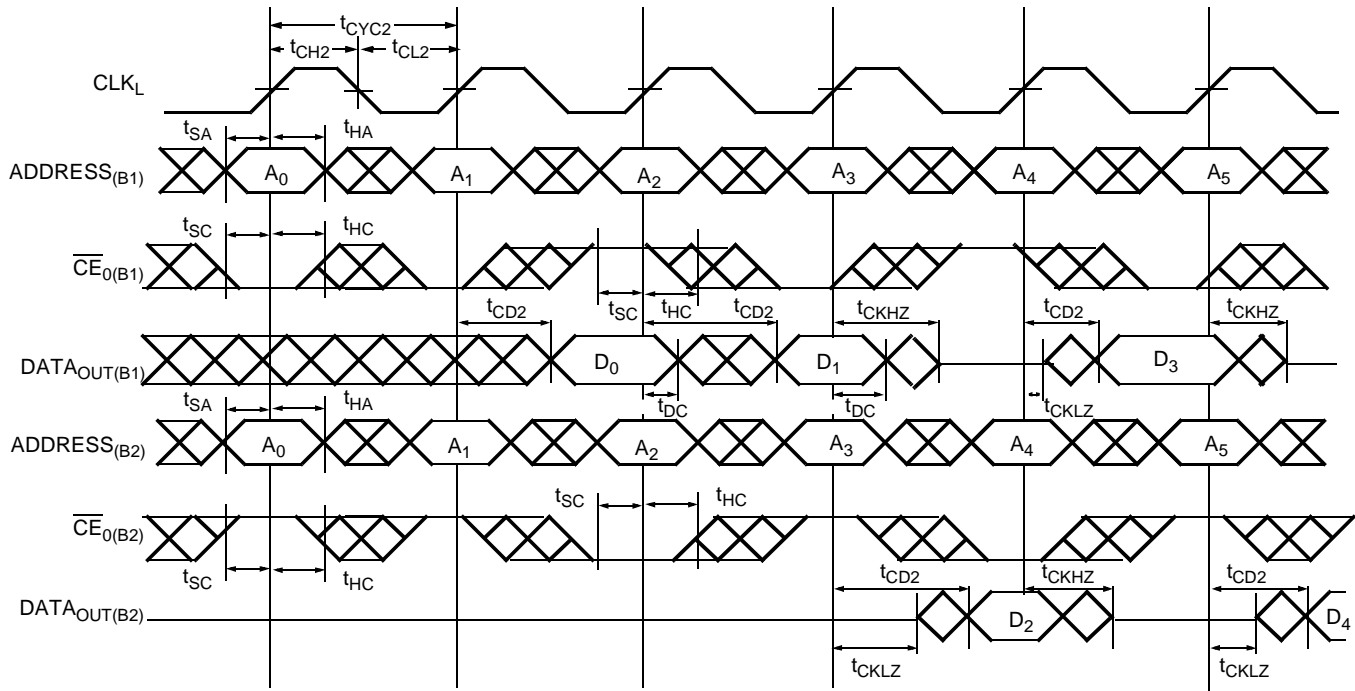 tCYC2
tCH2 tCL2
CLKL
tSA tHA
ADDRESS(B1) A0 A1 A2 A3 A4 A5
tSC tHC
CE0(B1)
tCD2 tSC tHC tCD2 tCKHZ tCD2 tCKHZ
DATAOUT(B1) D0 D1 D3
tSA tHA tDC tDC tCKLZ
ADDRESS(B2) A0 A1 A2 A3 A4 A5
tSC tHC
CE0(B2)
tSC tHC tCD2 tCKHZ tCD2
DATAOUT(B2) D2 D4
tCKLZ tCKLZ